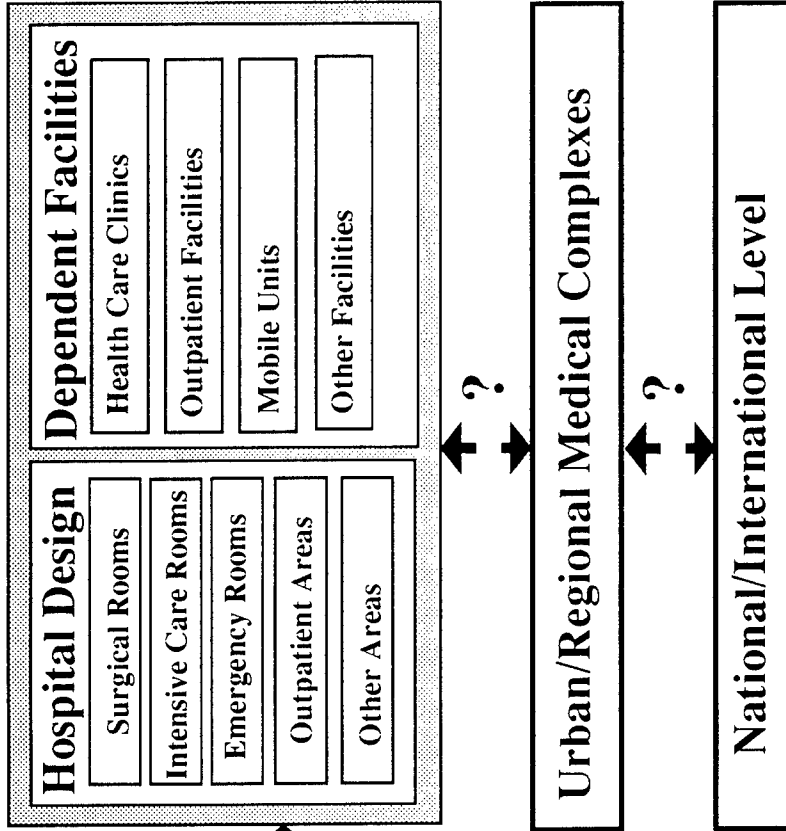 Hospital Design
Surgical Rooms
Intensive Care Rooms
Emergency Rooms
Outpatient Areas
Other Areas
Dependent Facilities
Health Care Clinics
Outpatient Facilities
Mobile Units
Other Facilities
?
Urban/Regional Medical Complexes
?
National/International Level